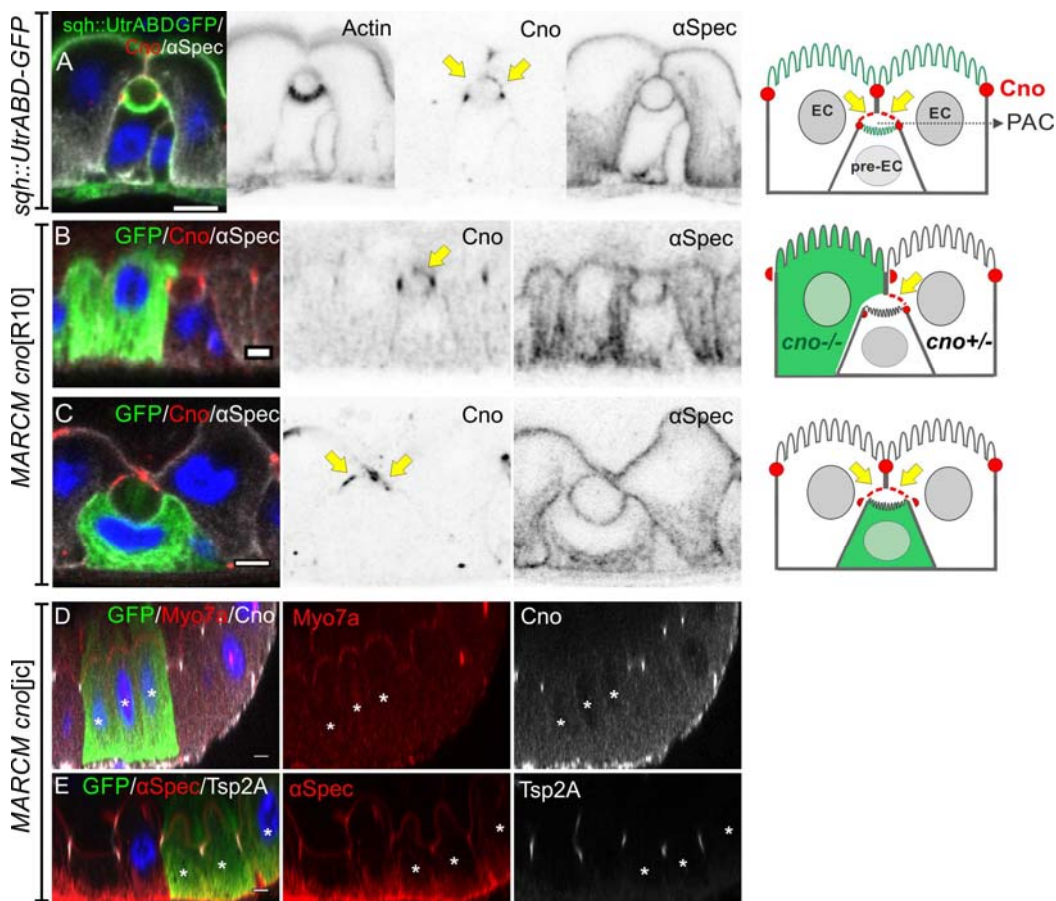 sqh::UtrABD-GFP
A
sqh::UtrABDGFP/
Cno/αSpec
Actin
Cno
αSpec
EC
EC
pre-EC
Cno
PAC
MARCM cno[R10]
B
GFP/Cno/αSpec
Cno
αSpec
cno-/-
cno+/-
C
GFP/Cno/αSpec
Cno
αSpec
MARCM cno[jc]
D
GFP/Myo7a/Cno
Myo7a
Cno
* * *
* * *
* * *
E
GFP/αSpec/Tsp2A
αSpec
Tsp2A
* * *
* * *
* * *